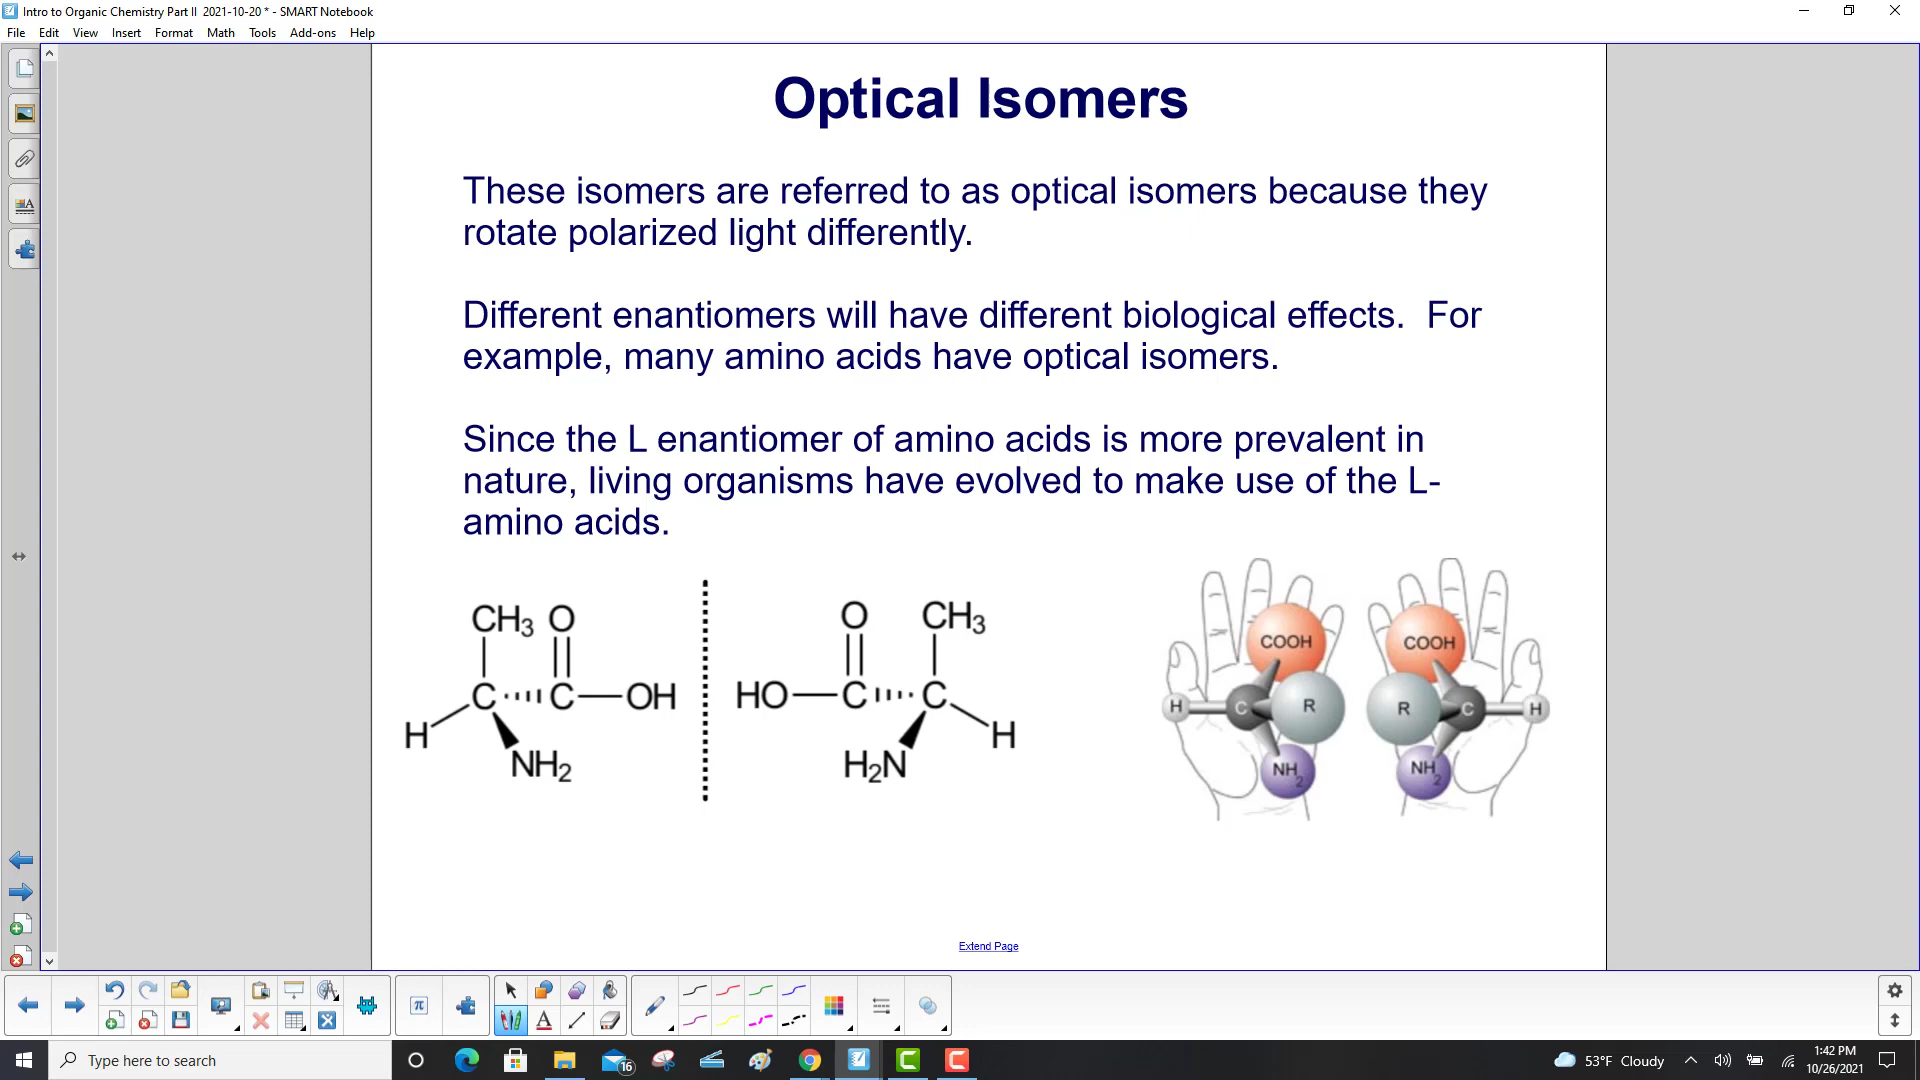 Intro to Organic Chemistry Part II 2021-10-20 * - SMART Notebook
File Edit View Insert Format Math Tools Add-ons Help
Optical Isomers
These isomers are referred to as optical isomers because they
rotate polarized light differently.
Different enantiomers will have different biological effects. For
example, many amino acids have optical isomers.
Since the L enantiomer of amino acids is more prevalent in
nature, living organisms have evolved to make use of the L-
amino acids.
CH3 O
C C OH
H
NH2
O CH3
HO C C
H
H2N
COOH
H C R
NH2
COOH
R C H
NH2
Extend Page
π
A
Type here to search
16
53°F Cloudy
1:42 PM
10/26/2021